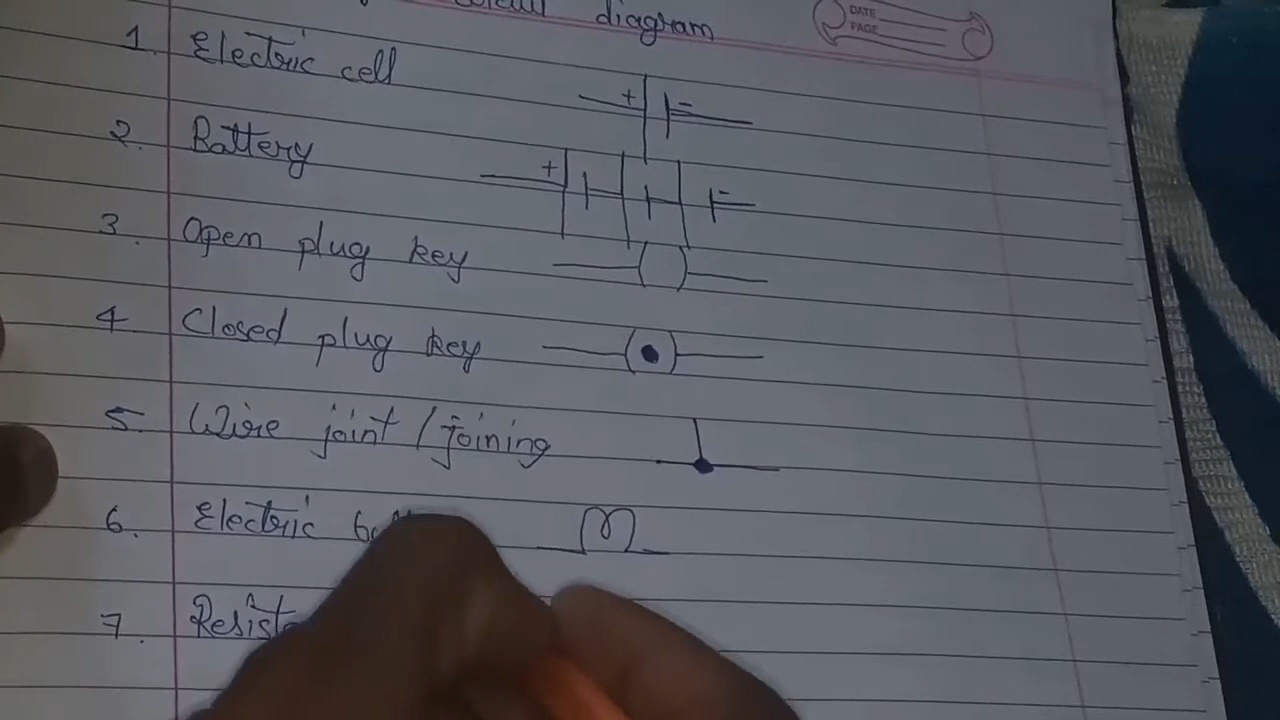 diagram
DATE
PAGE
1. Electric cell
+ -
2. Battery
+ -
3. Open plug key
4 Closed plug key
5. Wire joint / joining
6. Electric
7.